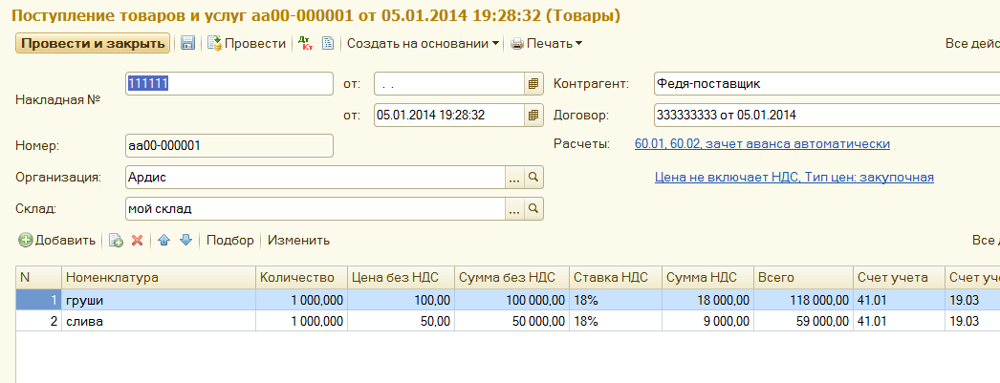 Поступление товаров и услуг аа00-000001 от 05.01.2014 19:28:32 (Товары)
Провести и закрыть Провести Дт Кт Создать на основании Печать Все дейс
Накладная № 111111 от: . . Контрагент: Федя-поставщик
от: 05.01.2014 19:28:32 Договор: 333333333 от 05.01.2014
Номер: аа00-000001 Расчеты: 60.01, 60.02, зачет аванса автоматически
Организация: Ардис ... Цена не включает НДС, Тип цен: закупочная
Склад: мой склад ...
Добавить Подбор Изменить Все д
N Номенклатура Количество Цена без НДС Сумма без НДС Ставка НДС Сумма НДС Всего Счет учета Счет уче
1 груши 1 000,000 100,00 100 000,00 18% 18 000,00 118 000,00 41.01 19.03
2 слива 1 000,000 50,00 50 000,00 18% 9 000,00 59 000,00 41.01 19.03